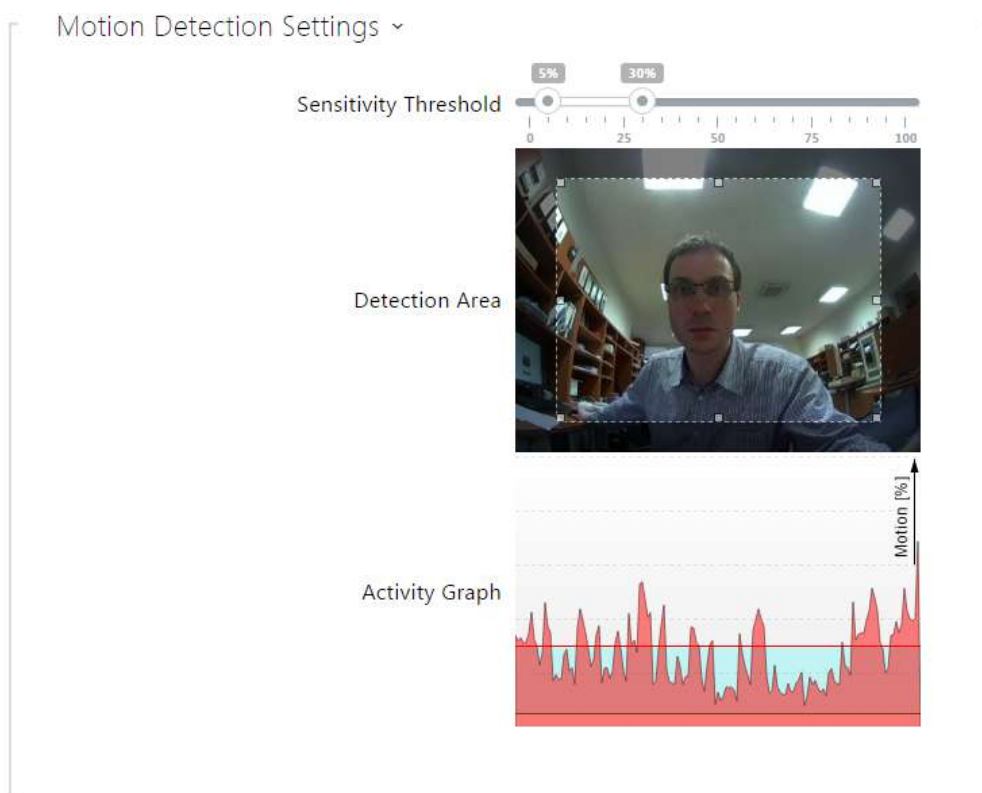 Motion Detection Settings
5% 30%
Sensitivity Threshold
0 25 50 75 100
Detection Area
Motion [%]
Activity Graph